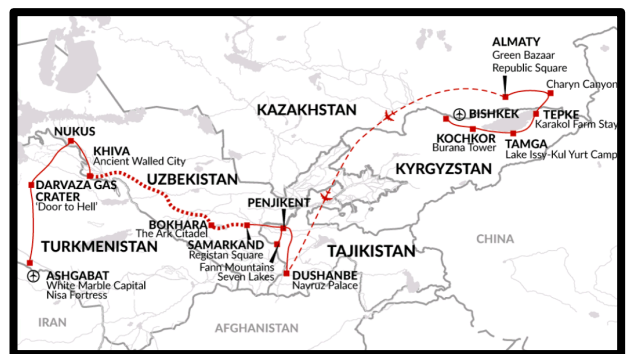 ALMATY
Green Bazaar
Republic Square
Charyn Canyon
KAZAKHSTAN
BISHKEK
TEPKE
Karakol Farm Stay
KOCHKOR
Burana Tower
TAMGA
Lake Issy-Kul Yurt Camp
NUKUS
KHIVA
Ancient Walled City
KYRGYZSTAN
UZBEKISTAN
DARVAZA GAS
CRATER
'Door to Hell'
PENJIKENT
BOKHARA
The Ark Citadel
SAMARKAND
Registan Square
Fann Mountains
Seven Lakes
TURKMENISTAN
TAJIKISTAN
CHINA
ASHGABAT
White Marble Capital
Nisa Fortress
DUSHANBE
Navruz Palace
IRAN
AFGHANISTAN